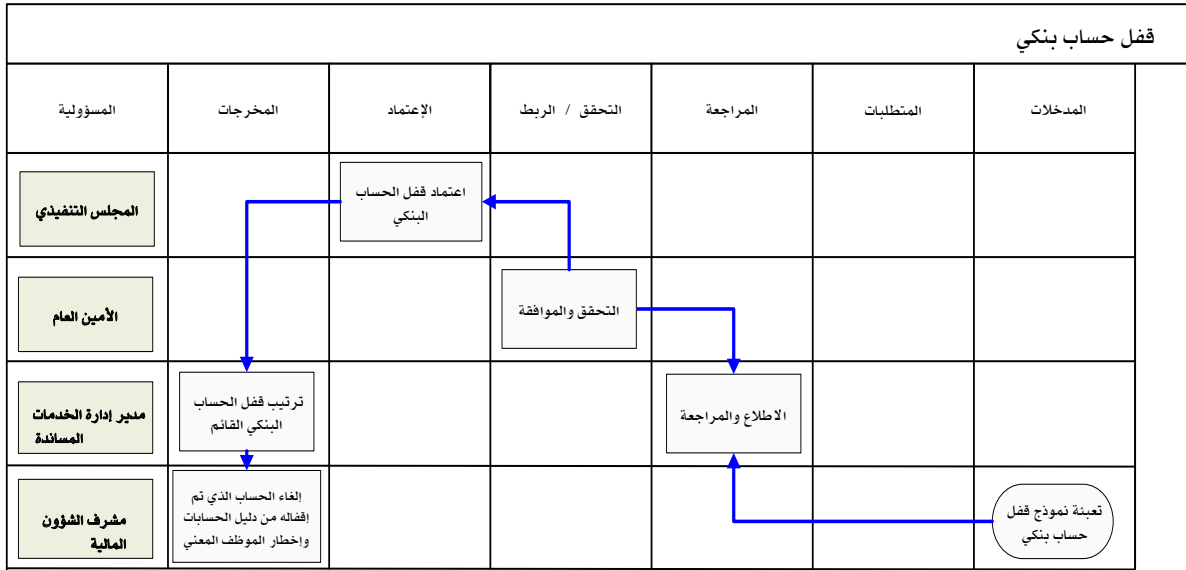 قفل حساب بنكي
المدخلات
المتطلبات
المراجعة
التحقق / الربط
الإعتماد
المخرجات
المسؤولية
اعتماد قفل الحساب
البنكي
المجلس التنفيذي
التحقق والموافقة
الأمين العام
الاطلاع والمراجعة
ترتيب قفل الحساب
البنكي القائم
مدير إدارة الخدمات
المساندة
تعبئة نموذج قفل
حساب بنكي
إلغاء الحساب الذي تم
إقفاله من دليل الحسابات
وإخطار الموظف المعني
مشرف الشؤون
المالية